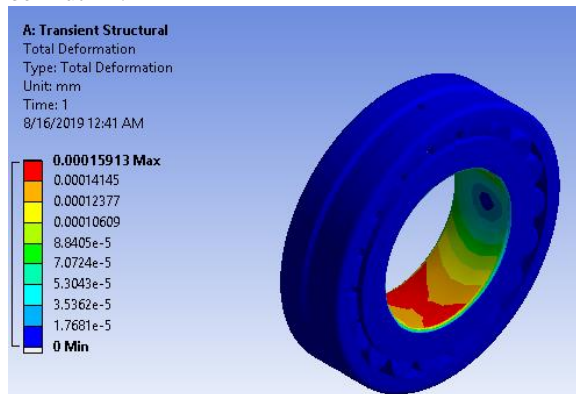 A: Transient Structural
Total Deformation
Type: Total Deformation
Unit: mm
Time: 1
8/16/2019 12:41 AM
0.00015913 Max
0.00014145
0.00012377
0.00010609
8.8405e-5
7.0724e-5
5.3043e-5
3.5362e-5
1.7681e-5
0 Min